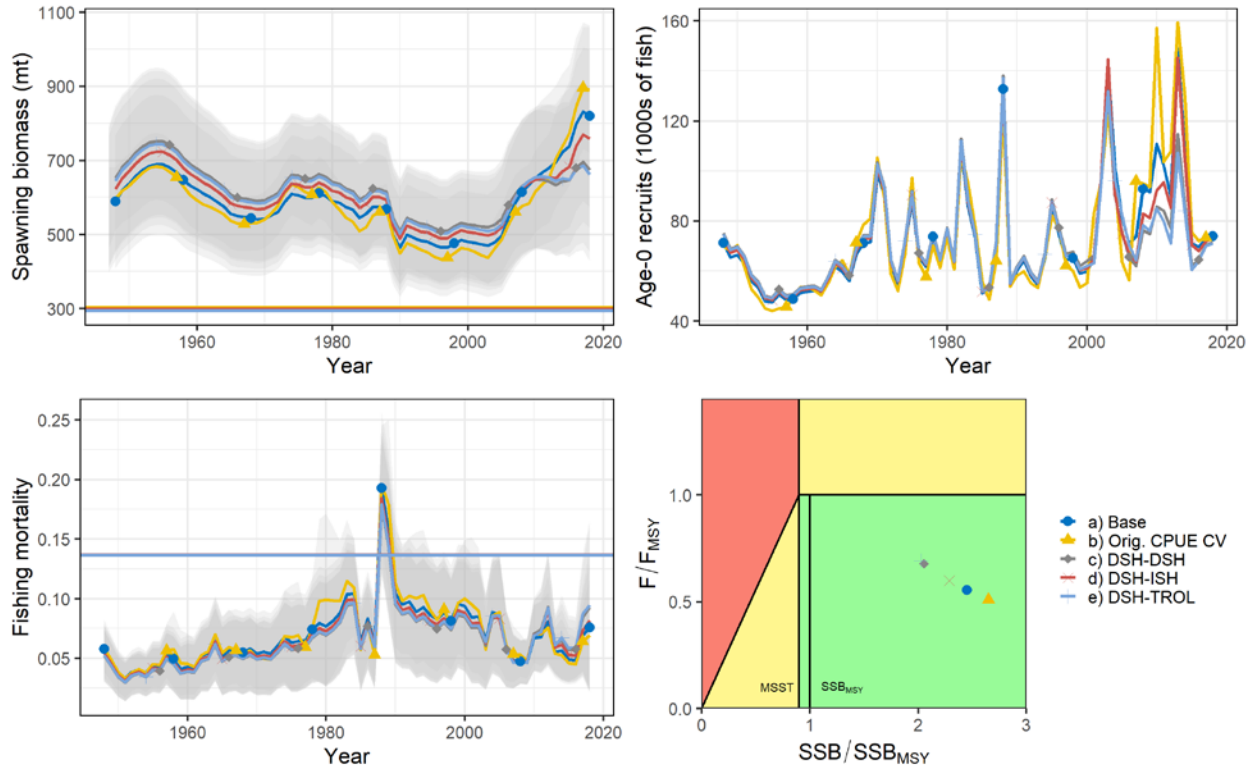 Spawning biomass (mt)
1100
900
700
500
300
1960
1980
2000
2020
Year
Age-0 recruits (1000s of fish)
160
120
80
40
1960
1980
2000
2020
Year
Fishing mortality
0.25
0.20
0.15
0.10
0.05
1960
1980
2000
2020
Year
F/FMSY
1.0
0.5
0.0
MSST
SSBMSY
0
1
2
3
SSB/SSBMSY
a) Base
b) Orig. CPUE CV
c) DSH-DSH
d) DSH-ISH
e) DSH-TROL